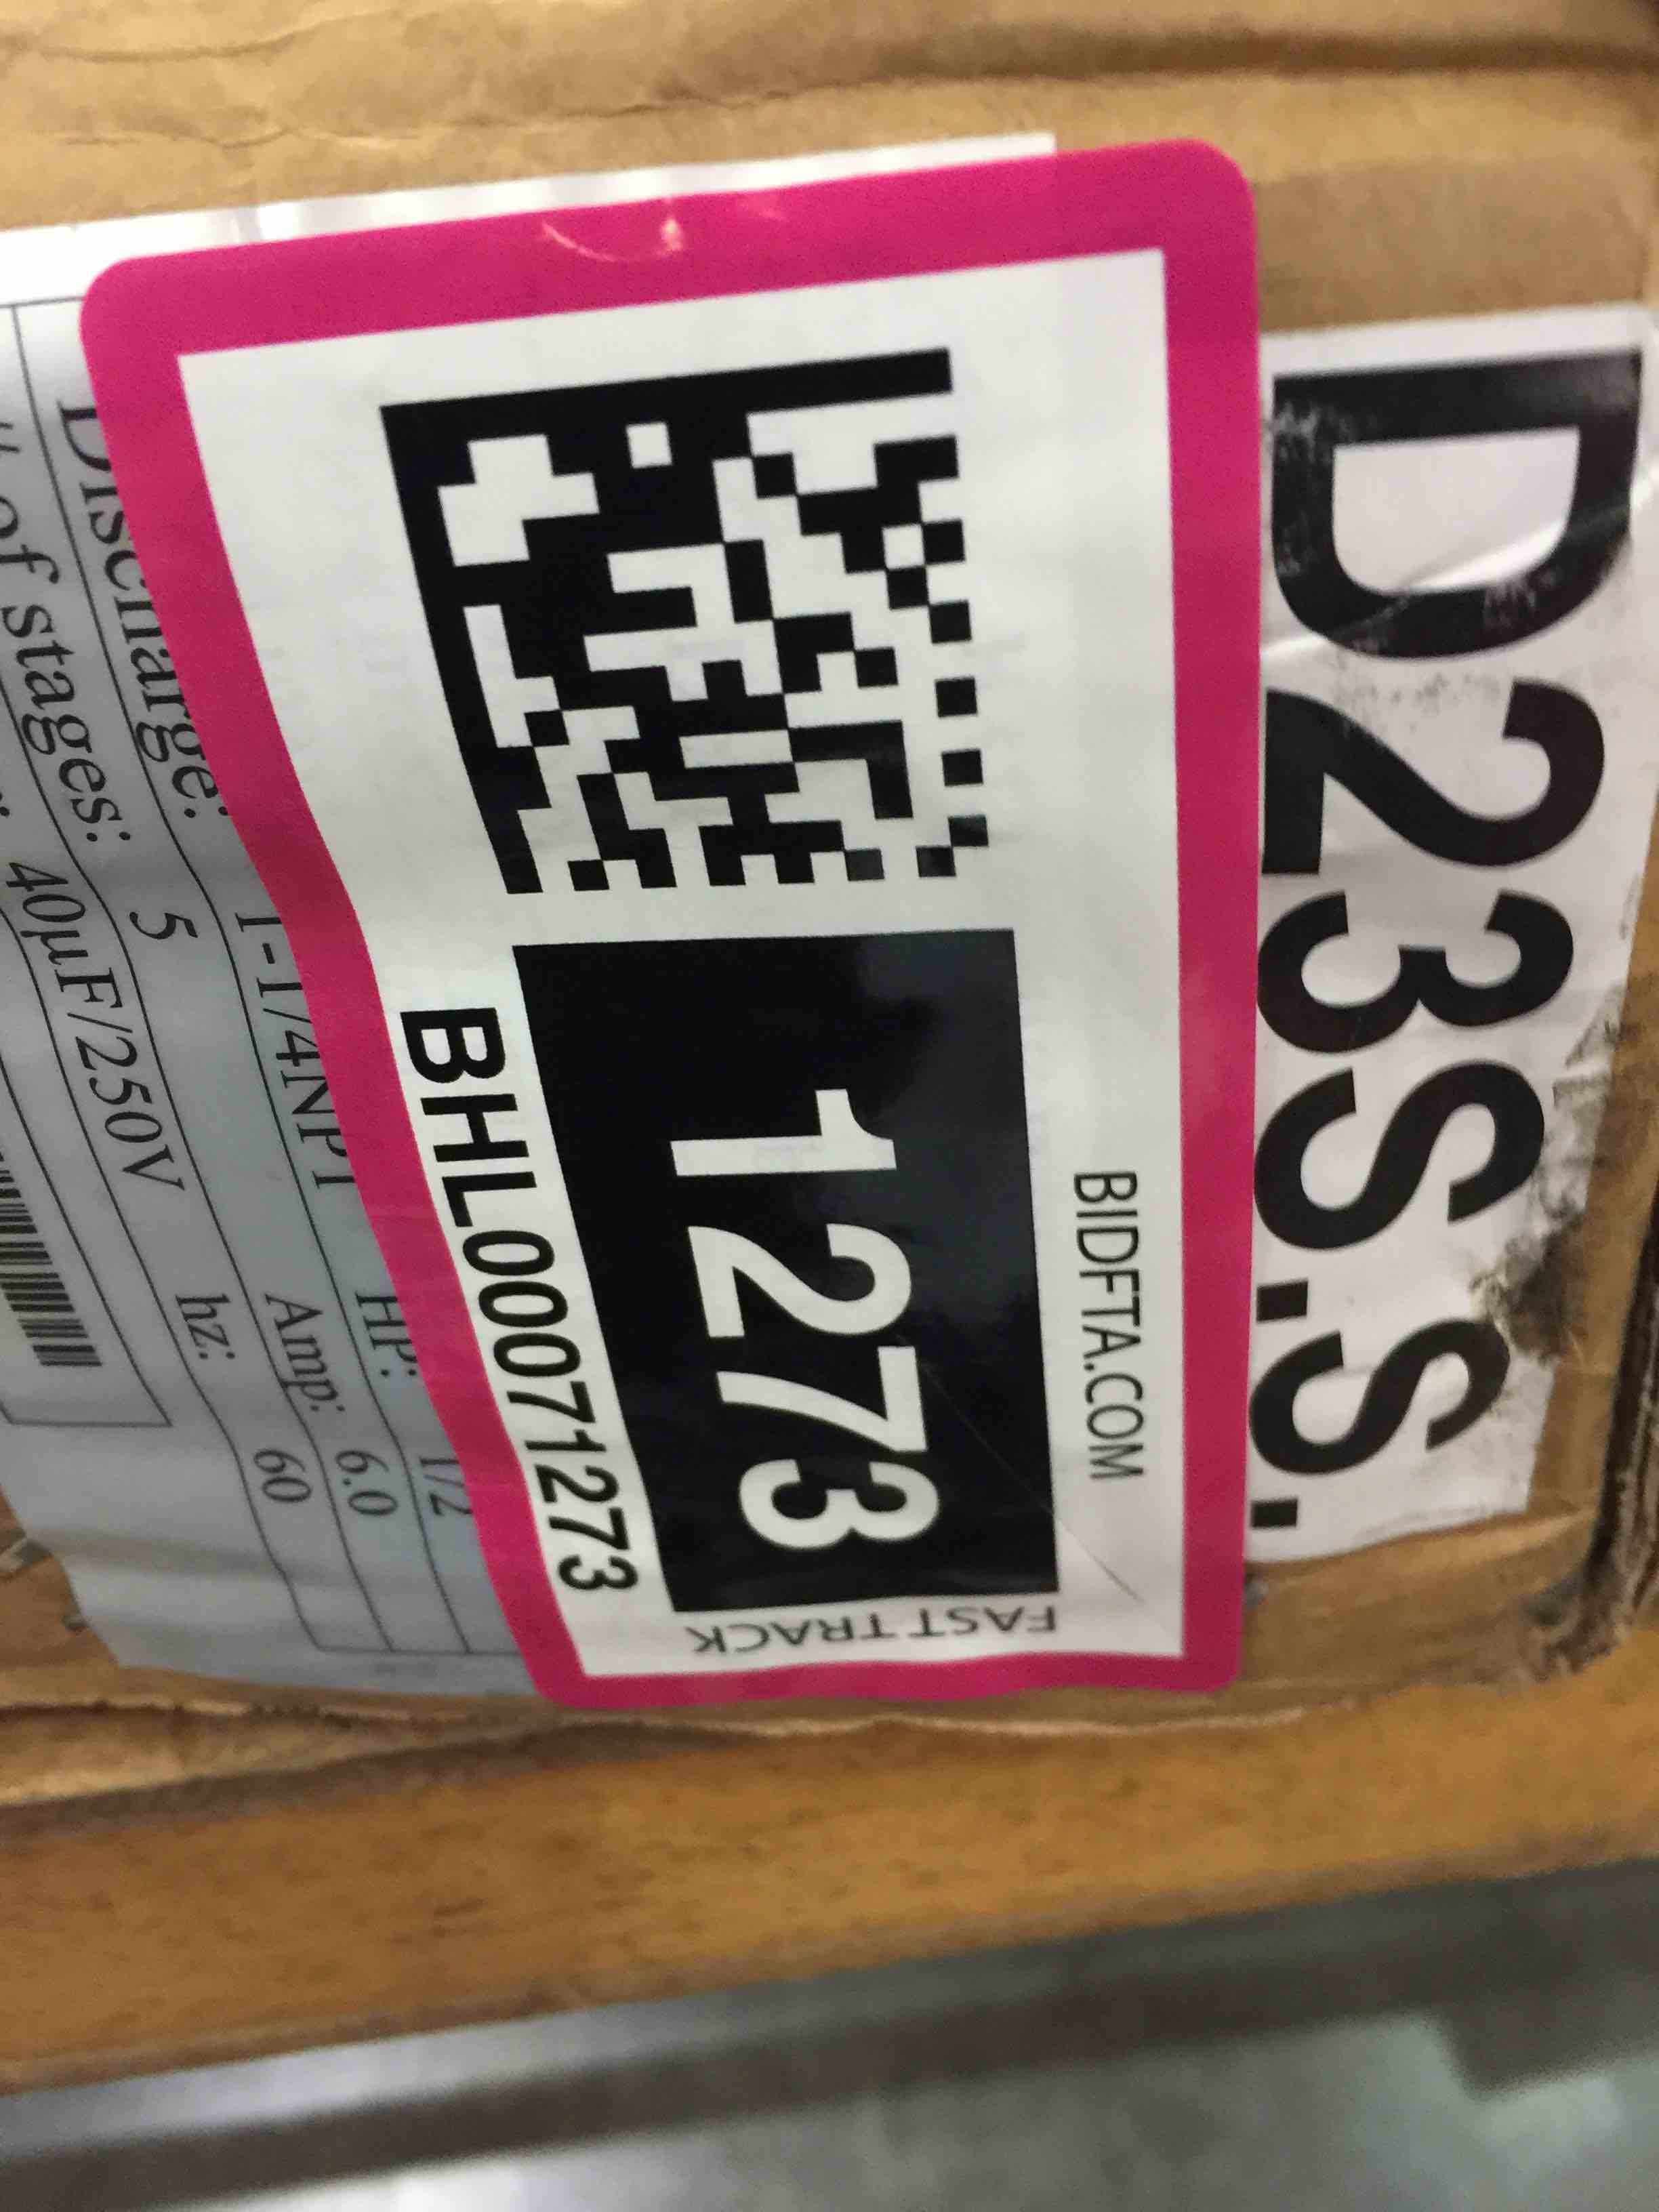 D23S.S.
BIDFTA.COM
1273
FAST TRACK
BHL00071273
Discharge: 1-1/4NPT HP: 1/2
# of stages: 5 Amp: 6.0
40µF/250V hz: 60